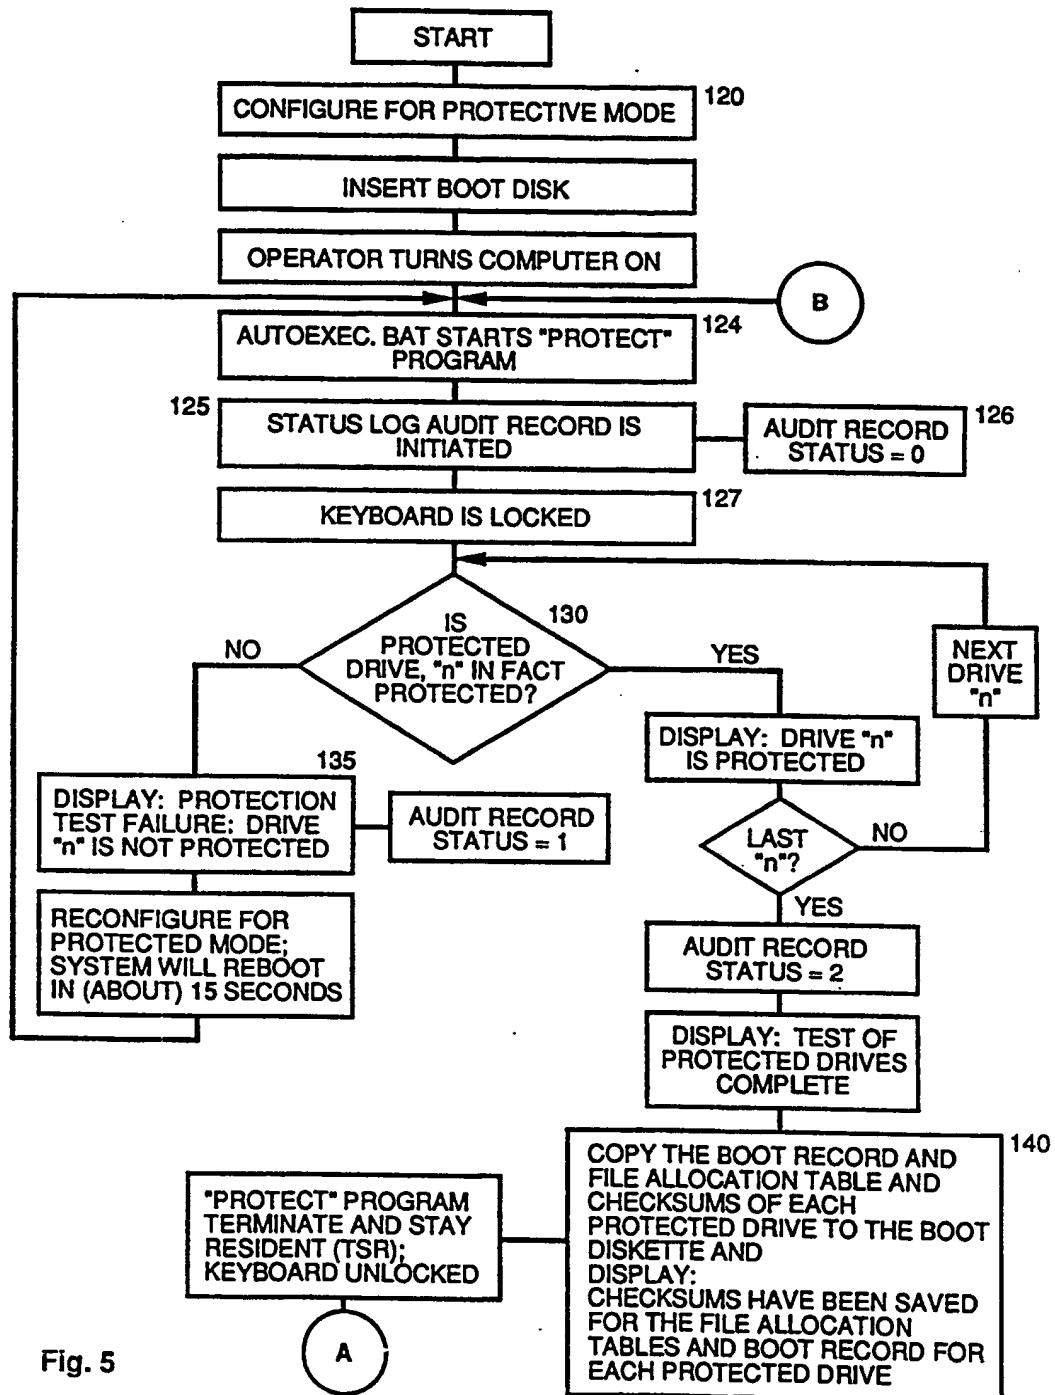 START
CONFIGURE FOR PROTECTIVE MODE
120
INSERT BOOT DISK
OPERATOR TURNS COMPUTER ON
B
AUTOEXEC. BAT STARTS "PROTECT"
PROGRAM
124
125
STATUS LOG AUDIT RECORD IS
INITIATED
AUDIT RECORD
STATUS = 0
126
KEYBOARD IS LOCKED
127
IS
PROTECTED
DRIVE, "n" IN FACT
PROTECTED?
130
NO
YES
NEXT
DRIVE
"n"
DISPLAY: DRIVE "n"
IS PROTECTED
135
DISPLAY: PROTECTION
TEST FAILURE: DRIVE
"n" IS NOT PROTECTED
AUDIT RECORD
STATUS = 1
LAST
"n"?
NO
YES
RECONFIGURE FOR
PROTECTED MODE;
SYSTEM WILL REBOOT
IN (ABOUT) 15 SECONDS
AUDIT RECORD
STATUS = 2
DISPLAY: TEST OF
PROTECTED DRIVES
COMPLETE
140
COPY THE BOOT RECORD AND
FILE ALLOCATION TABLE AND
CHECKSUMS OF EACH
PROTECTED DRIVE TO THE BOOT
DISKETTE AND
DISPLAY:
CHECKSUMS HAVE BEEN SAVED
FOR THE FILE ALLOCATION
TABLES AND BOOT RECORD FOR
EACH PROTECTED DRIVE
"PROTECT" PROGRAM
TERMINATE AND STAY
RESIDENT (TSR);
KEYBOARD UNLOCKED
A
Fig. 5